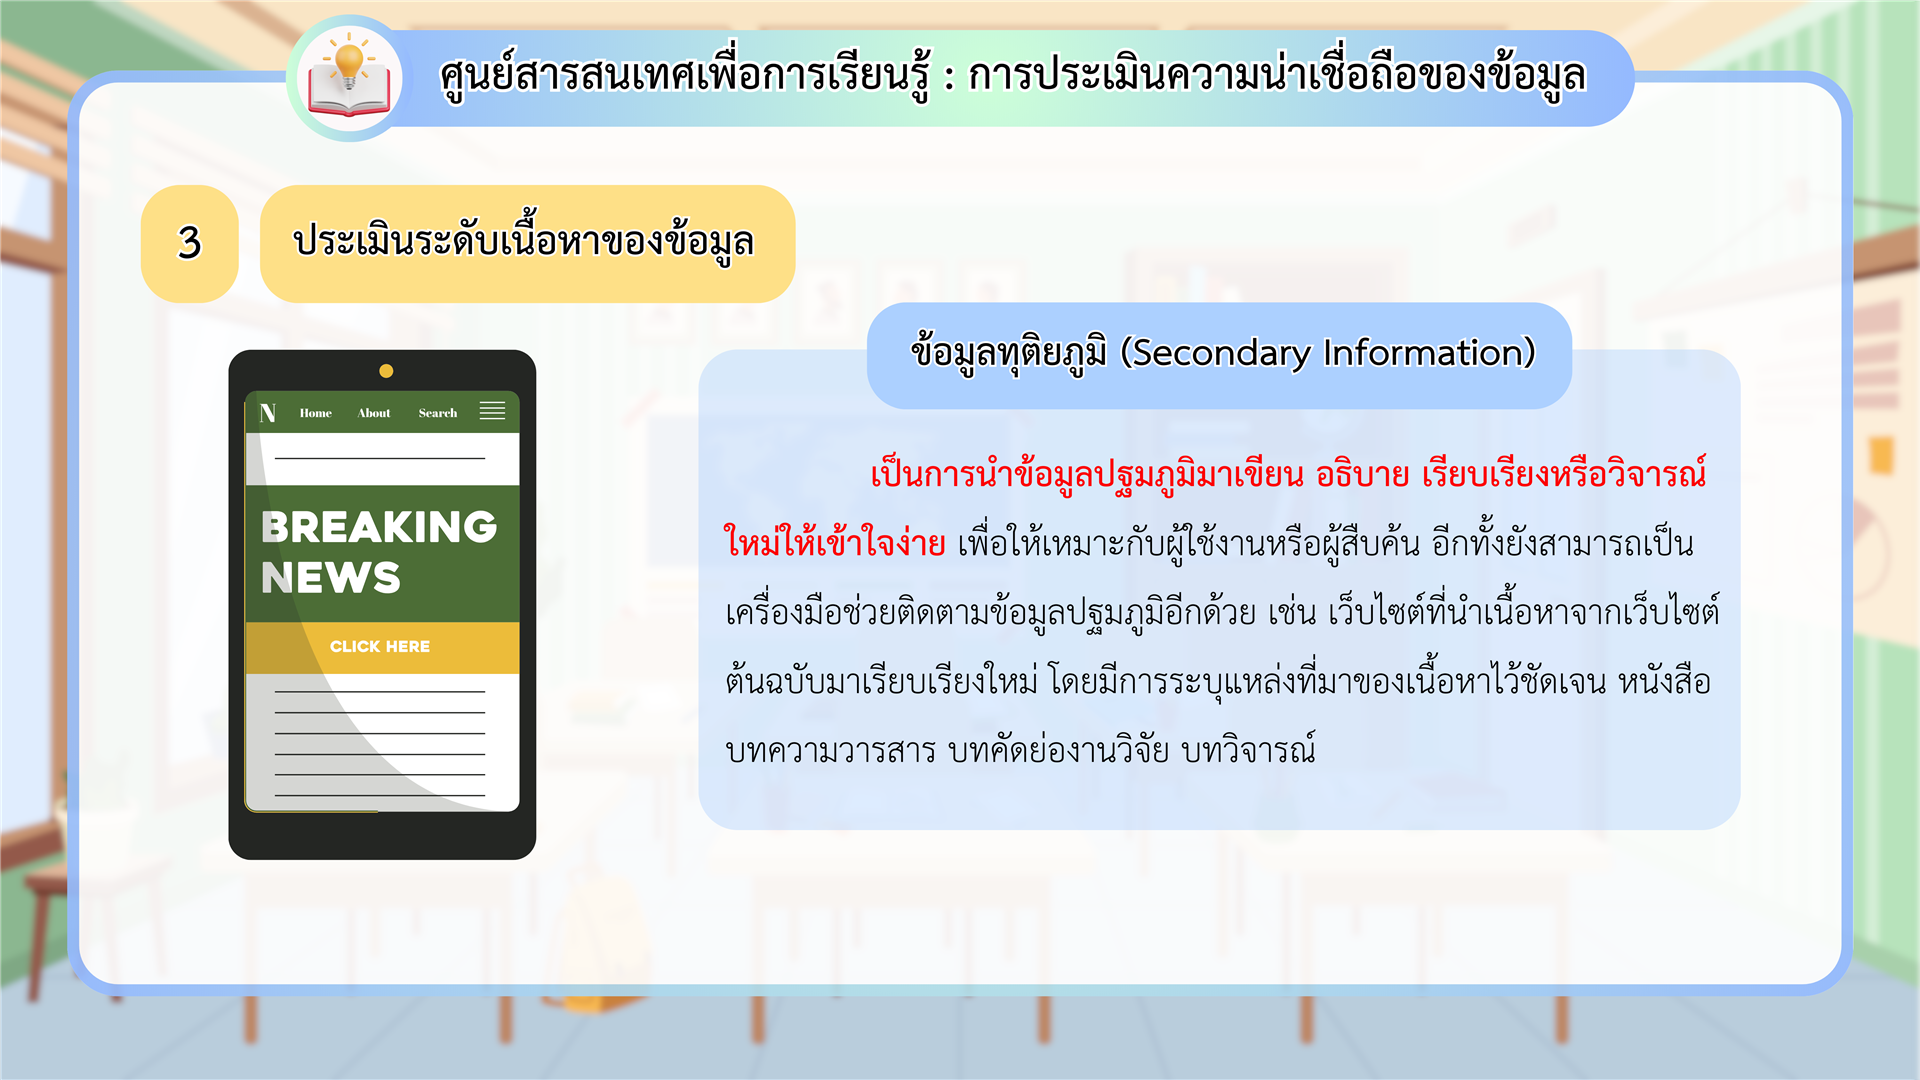 ศูนย์สารสนเทศเพื่อการเรียนรู้ : การประเมินความน่าเชื่อถือของข้อมูล
3
ประเมินระดับเนื้อหาของข้อมูล
N Home About Search
BREAKING
NEWS
CLICK HERE
ข้อมูลทุติยภูมิ (Secondary Information)
เป็นการนำข้อมูลปฐมภูมิมาเขียน อธิบาย เรียบเรียงหรือวิจารณ์
ใหม่ให้เข้าใจง่าย เพื่อให้เหมาะกับผู้ใช้งานหรือผู้สืบค้น อีกทั้งยังสามารถเป็น
เครื่องมือช่วยติดตามข้อมูลปฐมภูมิอีกด้วย เช่น เว็บไซต์ที่นำเนื้อหาจากเว็บไซต์
ต้นฉบับมาเรียบเรียงใหม่ โดยมีการระบุแหล่งที่มาของเนื้อหาไว้ชัดเจน หนังสือ
บทความวารสาร บทคัดย่องานวิจัย บทวิจารณ์